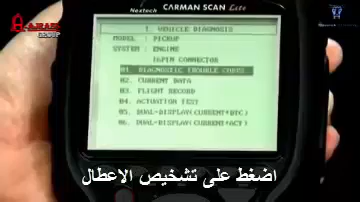 Nextech CARMAN SCAN Lite
1. VEHICLE DIAGNOSIS
MODEL : PICKUP
SYSTEM : ENGINE
16PIN CONNECTOR
01. DIAGNOSTIC TROUBLE CODES
02. CURRENT DATA
03. FLIGHT RECORD
04. ACTUATION TEST
05. DUAL-DISPLAY(CURRENT+DTC)
06. DUAL-DISPLAY(CURRENT+ACT)
اضغط على تشخيص الاعطال